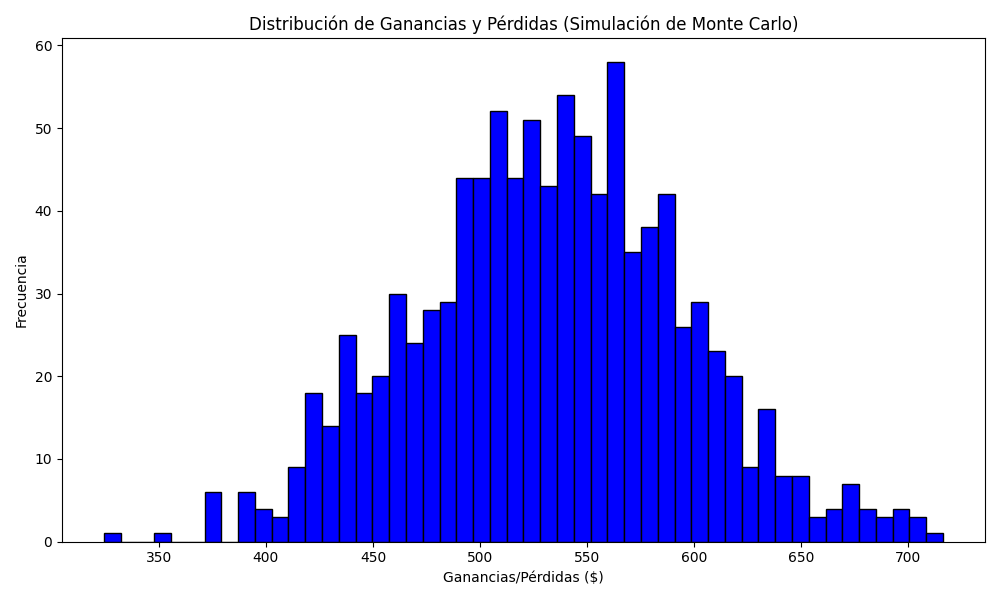 Distribución de Ganancias y Pérdidas (Simulación de Monte Carlo)
60
50
40
30
20
10
0
Frecuencia
350 400 450 500 550 600 650 700
Ganancias/Pérdidas ($)